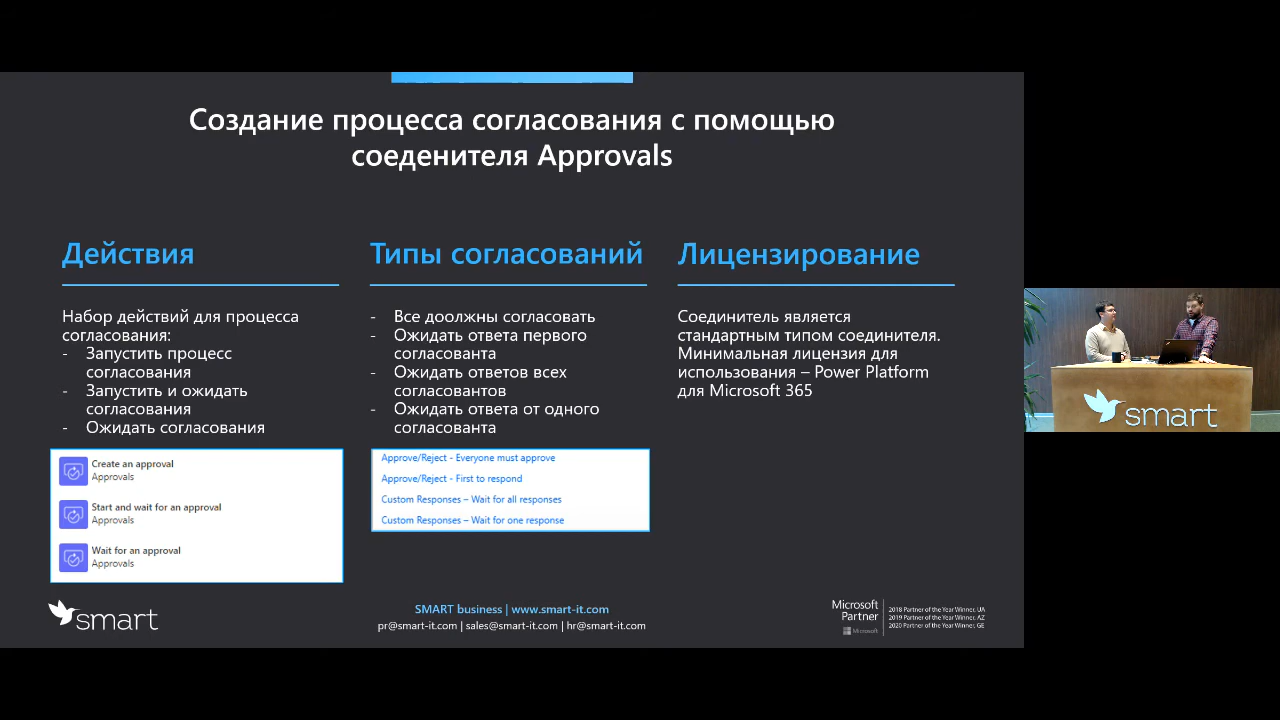 Создание процесса согласования с помощью
соеденителя Approvals
Действия
Набор действий для процесса
согласования:
- Запустить процесс
согласования
- Запустить и ожидать
согласования
- Ожидать согласования
Create an approval
Approvals
Start and wait for an approval
Approvals
Wait for an approval
Approvals
Типы согласований
- Все доолжны согласовать
- Ожидать ответа первого
согласованта
- Ожидать ответов всех
согласовантов
- Ожидать ответа от одного
согласованта
Approve/Reject - Everyone must approve
Approve/Reject - First to respond
Custom Responses – Wait for all responses
Custom Responses – Wait for one response
Лицензирование
Соединитель является
стандартным типом соединителя.
Минимальная лицензия для
использования – Power Platform
для Microsoft 365
smart
smart
SMART business | www.smart-it.com
pr@smart-it.com | sales@smart-it.com | hr@smart-it.com
Microsoft
Partner
Microsoft
2018 Partner of the Year Winner, UA
2019 Partner of the Year Winner, AZ
2020 Partner of the Year Winner, GE